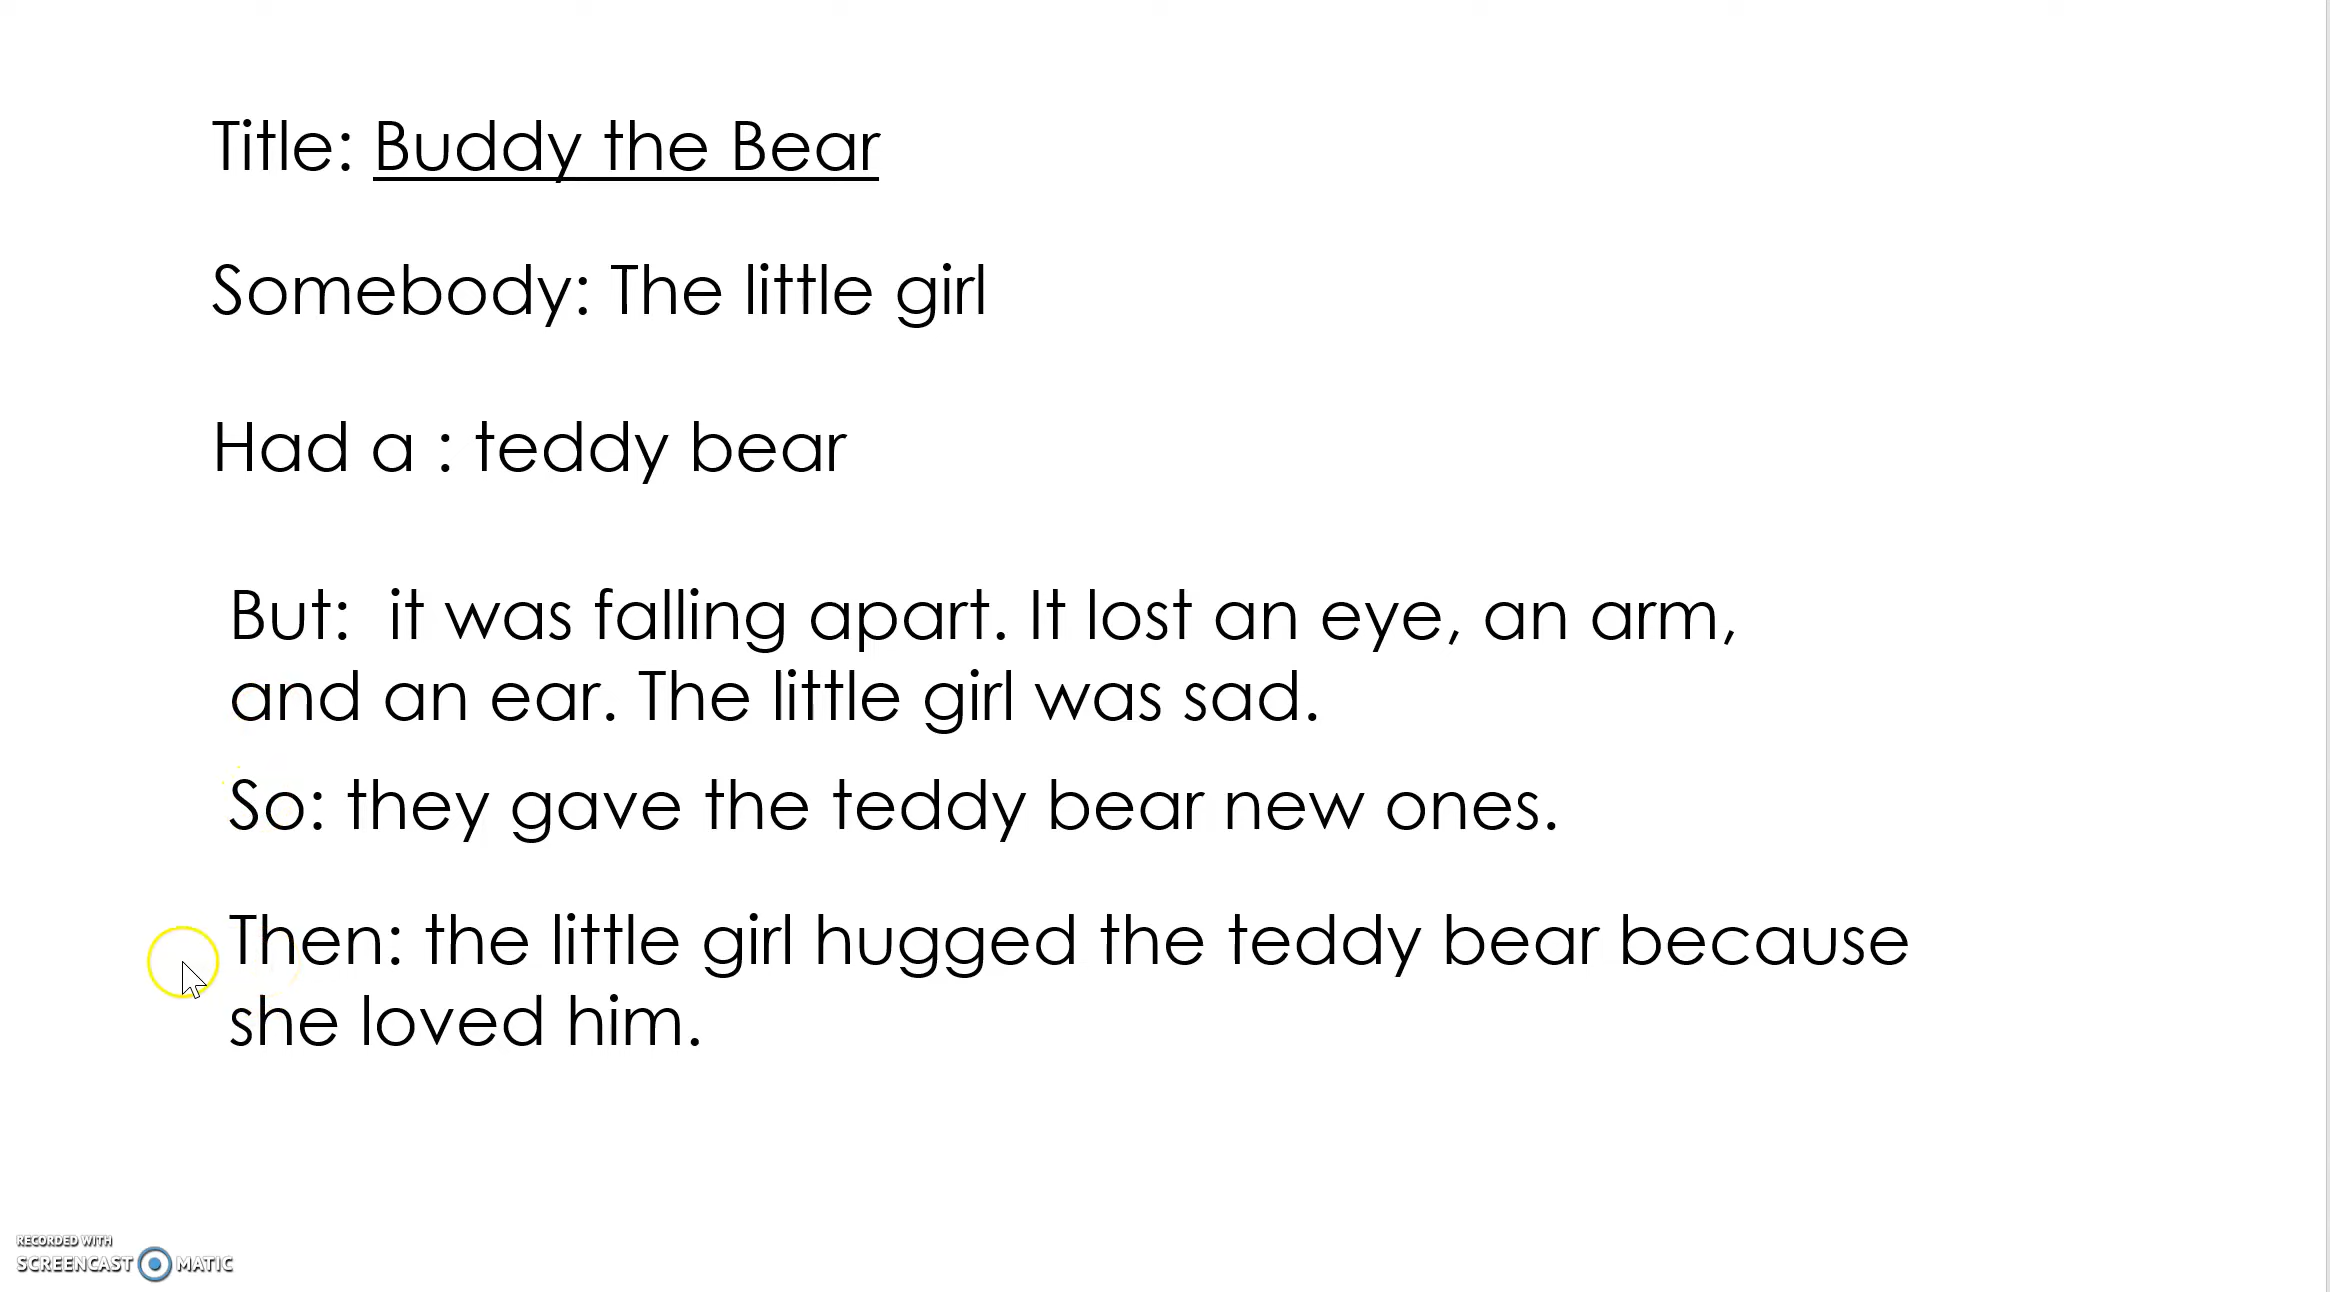 Title: Buddy the Bear
Somebody: The little girl
Had a : teddy bear
But:  it was falling apart. It lost an eye, an arm,
and an ear. The little girl was sad.
So: they gave the teddy bear new ones.
Then: the little girl hugged the teddy bear because
she loved him.
RECORDED WITH
SCREENCAST MATIC